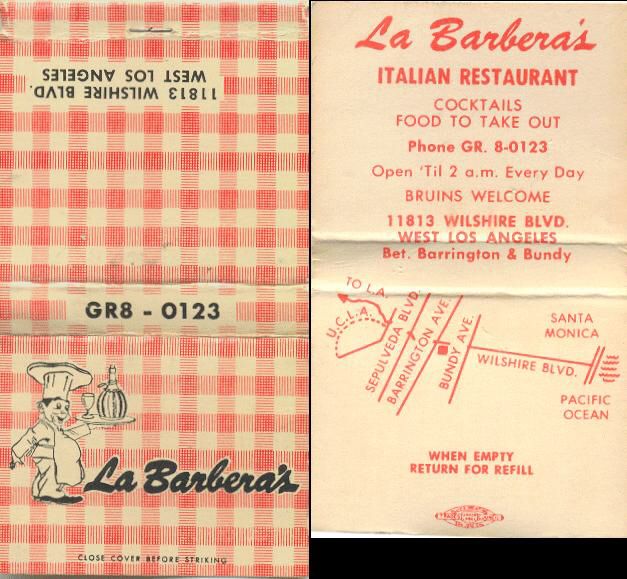 11813 WILSHIRE BLVD.
WEST LOS ANGELES
GR8 - 0123
La Barbera's
CLOSE COVER BEFORE STRIKING
La Barbera's
ITALIAN RESTAURANT
COCKTAILS
FOOD TO TAKE OUT
Phone GR. 8-0123
Open 'Til 2 a.m. Every Day
BRUINS WELCOME
11813 WILSHIRE BLVD.
WEST LOS ANGELES
Bet. Barrington & Bundy
TO L.A.
U.C.L.A.
SEPULVEDA BLVD.
BARRINGTON AVE.
BUNDY AVE.
WILSHIRE BLVD.
SANTA
MONICA
PACIFIC
OCEAN
WHEN EMPTY
RETURN FOR REFILL